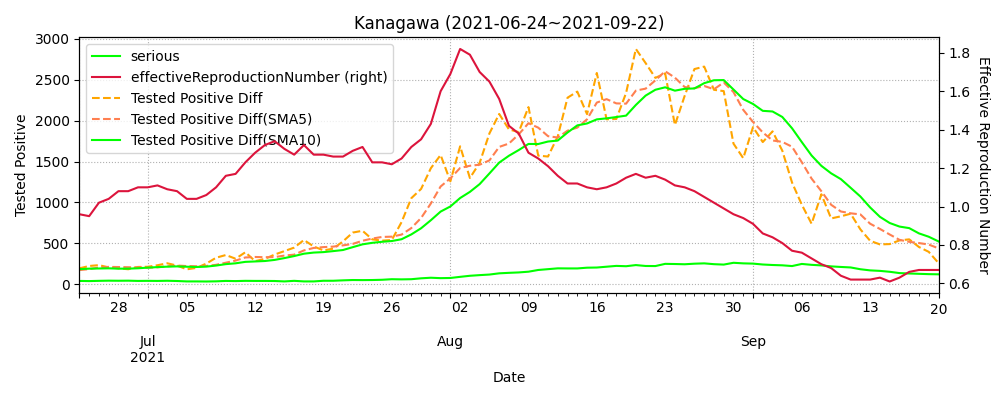 Kanagawa (2021-06-24~2021-09-22)
3000
2500
2000
1500
1000
500
0
Tested Positive
serious
effectiveReproductionNumber (right)
Tested Positive Diff
Tested Positive Diff(SMA5)
Tested Positive Diff(SMA10)
1.8
1.6
1.4
1.2
1.0
0.8
0.6
Effective Reproduction Number
28 05 12 19 26 02 09 16 23 30 06 13 20
Jul Aug Sep
2021
Date